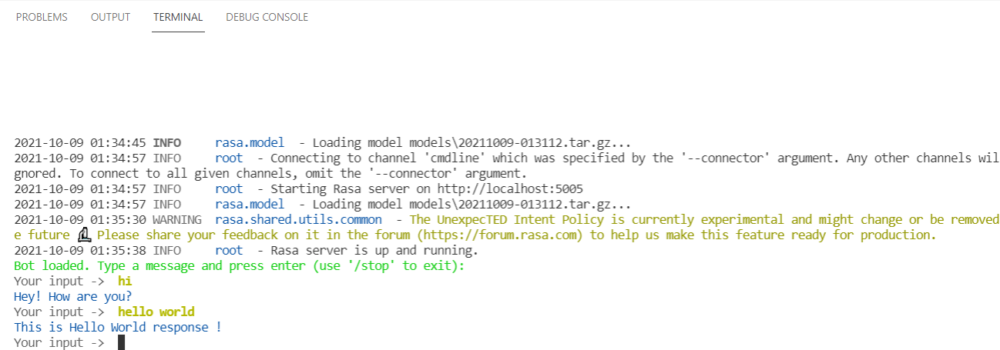 PROBLEMS OUTPUT TERMINAL DEBUG CONSOLE
2021-10-09 01:34:45 INFO rasa.model - Loading model models\20211009-013112.tar.gz...
2021-10-09 01:34:57 INFO root - Connecting to channel 'cmdline' which was specified by the '--connector' argument. Any other channels wil
gnored. To connect to all given channels, omit the '--connector' argument.
2021-10-09 01:34:57 INFO root - Starting Rasa server on http://localhost:5005
2021-10-09 01:34:57 INFO rasa.model - Loading model models\20211009-013112.tar.gz...
2021-10-09 01:35:30 WARNING rasa.shared.utils.common - The UnexpecTED Intent Policy is currently experimental and might change or be removed
e future 🔬 Please share your feedback on it in the forum (https://forum.rasa.com) to help us make this feature ready for production.
2021-10-09 01:35:38 INFO root - Rasa server is up and running.
Bot loaded. Type a message and press enter (use '/stop' to exit):
Your input -> hi
Hey! How are you?
Your input -> hello world
This is Hello World response !
Your input ->